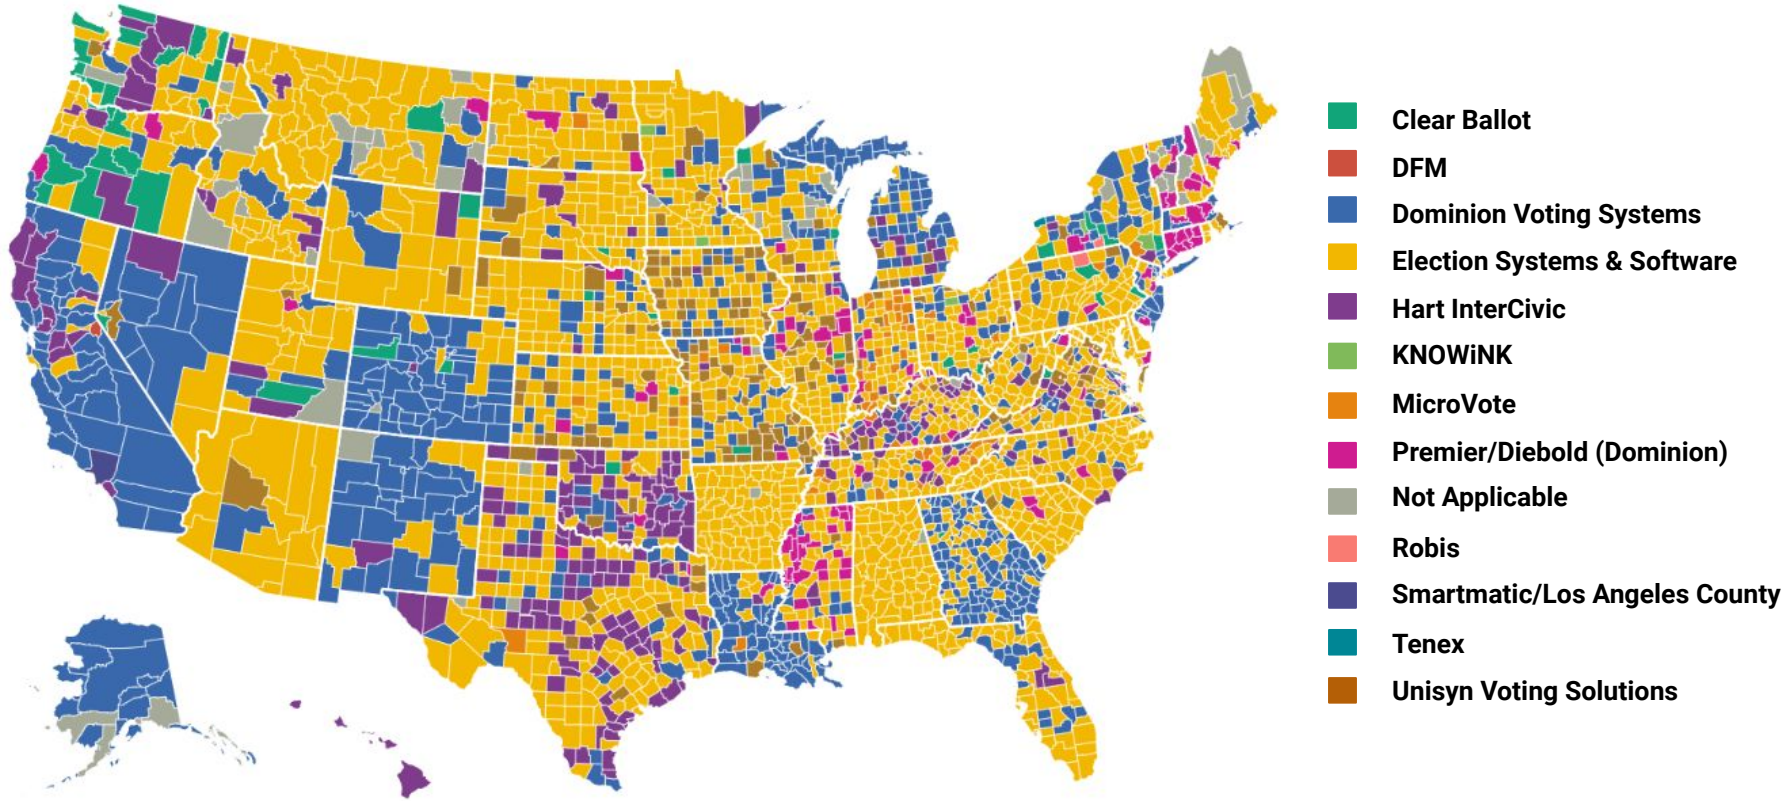 Clear Ballot
DFM
Dominion Voting Systems
Election Systems & Software
Hart InterCivic
KNOWiNK
MicroVote
Premier/Diebold (Dominion)
Not Applicable
Robis
Smartmatic/Los Angeles County
Tenex
Unisyn Voting Solutions